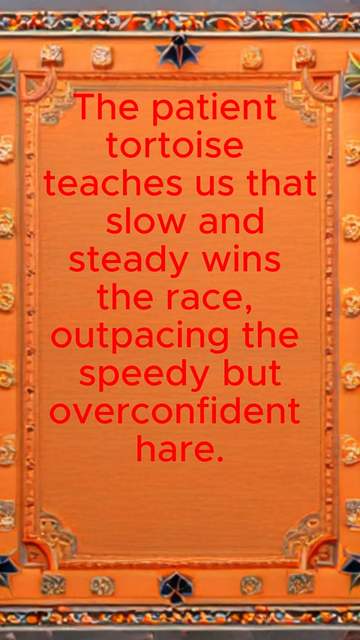 The patient
tortoise
teaches us that
slow and
steady wins
the race,
outpacing the
speedy but
overconfident
hare.